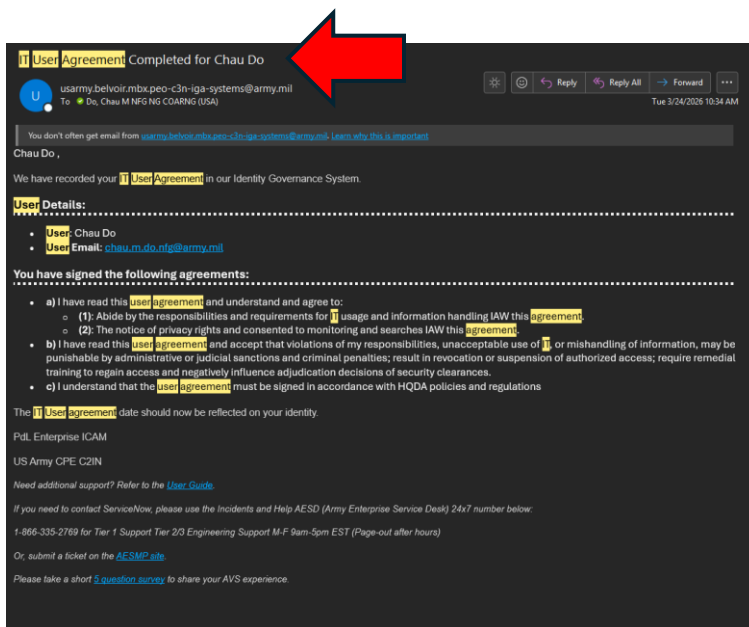 IT User Agreement Completed for Chau Do
U
usarmy.belvoir.mbx.peo-c3n-iga-systems@army.mil
To Do, Chau M NFG NG COARNG (USA)
Reply Reply All Forward
Tue 3/24/2026 10:34 AM
You don't often get email from usarmy.belvoir.mbx.peo-c3n-iga-systems@army.mil. Learn why this is important
Chau Do ,
We have recorded your IT User Agreement in our Identity Governance System.
User Details:
• User: Chau Do
• User Email: chau.m.do.nfg@army.mil
You have signed the following agreements:
• a) I have read this user agreement and understand and agree to:
○ (1): Abide by the responsibilities and requirements for IT usage and information handling IAW this agreement.
○ (2): The notice of privacy rights and consented to monitoring and searches IAW this agreement.
• b) I have read this user agreement and accept that violations of my responsibilities, unacceptable use of IT, or mishandling of information, may be
punishable by administrative or judicial sanctions and criminal penalties; result in revocation or suspension of authorized access; require remedial
training to regain access and negatively influence adjudication decisions of security clearances.
• c) I understand that the user agreement must be signed in accordance with HQDA policies and regulations
The IT User agreement date should now be reflected on your identity.
PdL Enterprise ICAM
US Army CPE C2IN
Need additional support? Refer to the User Guide.
If you need to contact ServiceNow, please use the Incidents and Help AESD (Army Enterprise Service Desk) 24x7 number below:
1-866-335-2769 for Tier 1 Support Tier 2/3 Engineering Support M-F 9am-5pm EST (Page-out after hours)
Or, submit a ticket on the AESMP site.
Please take a short 5 question survey to share your AVS experience.